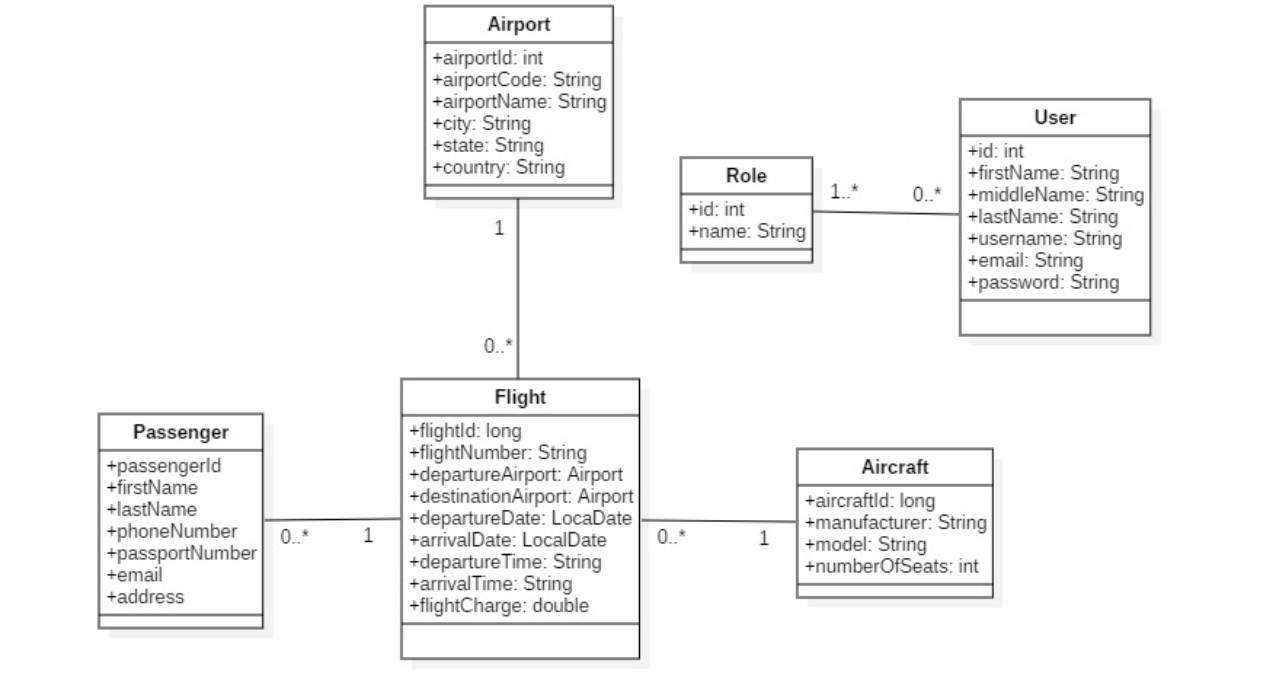 Airport
+airportId: int
+airportCode: String
+airportName: String
+city: String
+state: String
+country: String
1
0..*
Role
+id: int
+name: String
1..*
0..*
User
+id: int
+firstName: String
+middleName: String
+lastName: String
+username: String
+email: String
+password: String
Passenger
+passengerId
+firstName
+lastName
+phoneNumber
+passportNumber
+email
+address
0..*
1
Flight
+flightId: long
+flightNumber: String
+departureAirport: Airport
+destinationAirport: Airport
+departureDate: LocaDate
+arrivalDate: LocalDate
+departureTime: String
+arrivalTime: String
+flightCharge: double
0..*
1
Aircraft
+aircraftId: long
+manufacturer: String
+model: String
+numberOfSeats: int